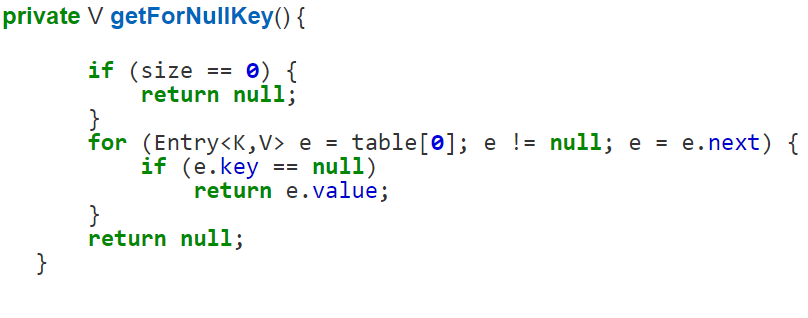 private V getForNullKey() {
if (size == 0) {
return null;
}
for (Entry<K,V> e = table[0]; e != null; e = e.next) {
if (e.key == null)
return e.value;
}
return null;
}